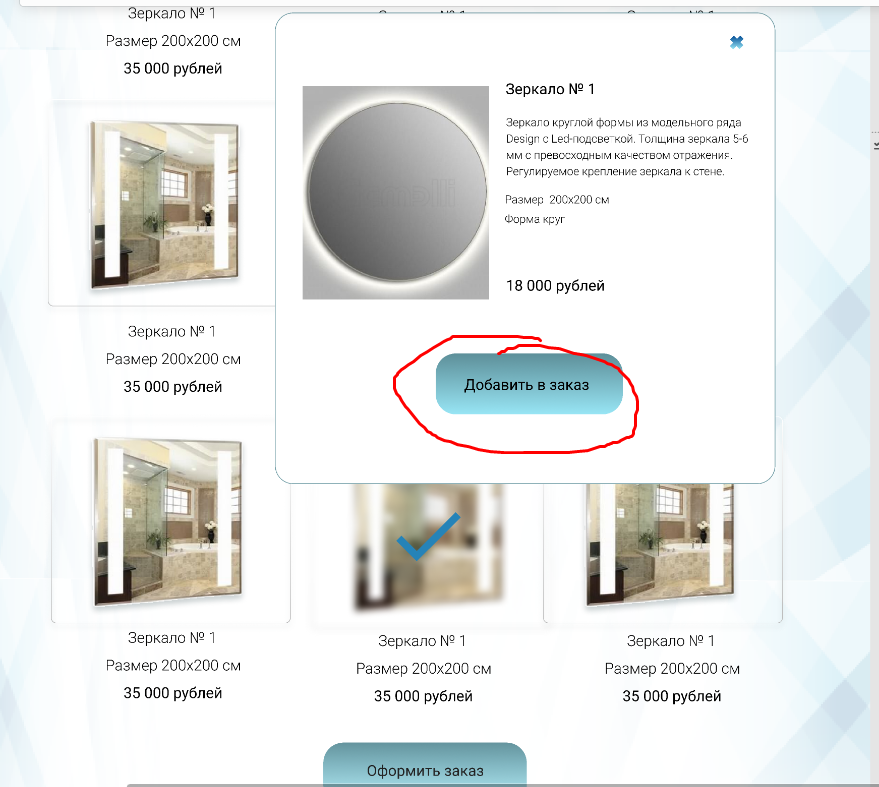 Зеркало № 1
Размер 200x200 см
35 000 рублей
Зеркало № 1
Зеркало круглой формы из модельного ряда
Design с Led-подсветкой. Толщина зеркала 5-6
мм с превосходным качеством отражения.
Регулируемое крепление зеркала к стене.
Размер 200x200 см
Форма круг
18 000 рублей
Добавить в заказ
Зеркало № 1
Размер 200x200 см
35 000 рублей
Зеркало № 1
Размер 200x200 см
35 000 рублей
Зеркало № 1
Размер 200x200 см
35 000 рублей
Зеркало № 1
Размер 200x200 см
35 000 рублей
Оформить заказ